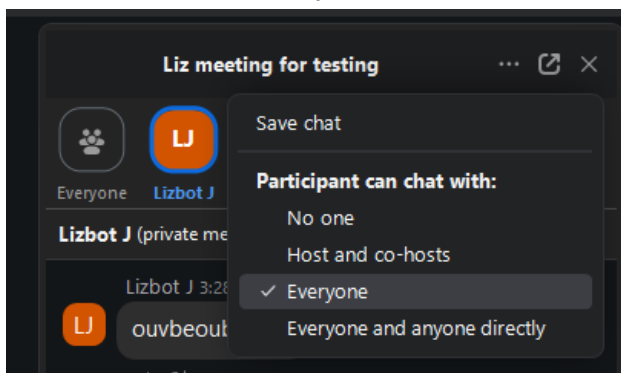 Liz meeting for testing
LJ
Everyone
Lizbot J
Save chat
Participant can chat with:
No one
Host and co-hosts
Everyone
Everyone and anyone directly
Lizbot J (private me
Lizbot J 3:28
LJ